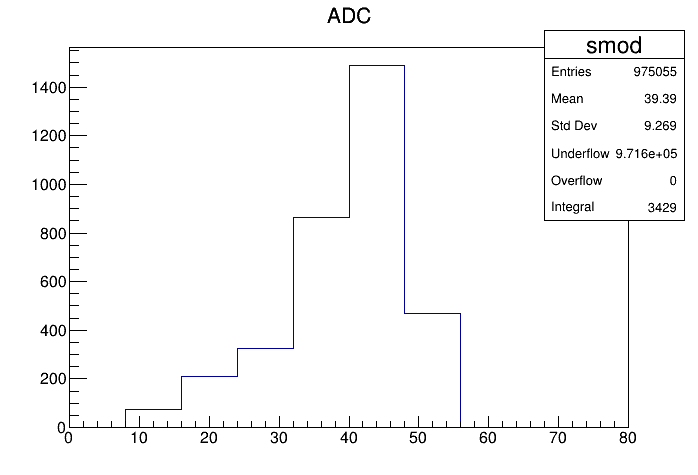 ADC
smod
Entries 975055
Mean 39.39
Std Dev 9.269
Underflow 9.716e+05
Overflow 0
Integral 3429
1400
1200
1000
800
600
400
200
0
0 10 20 30 40 50 60 70 80